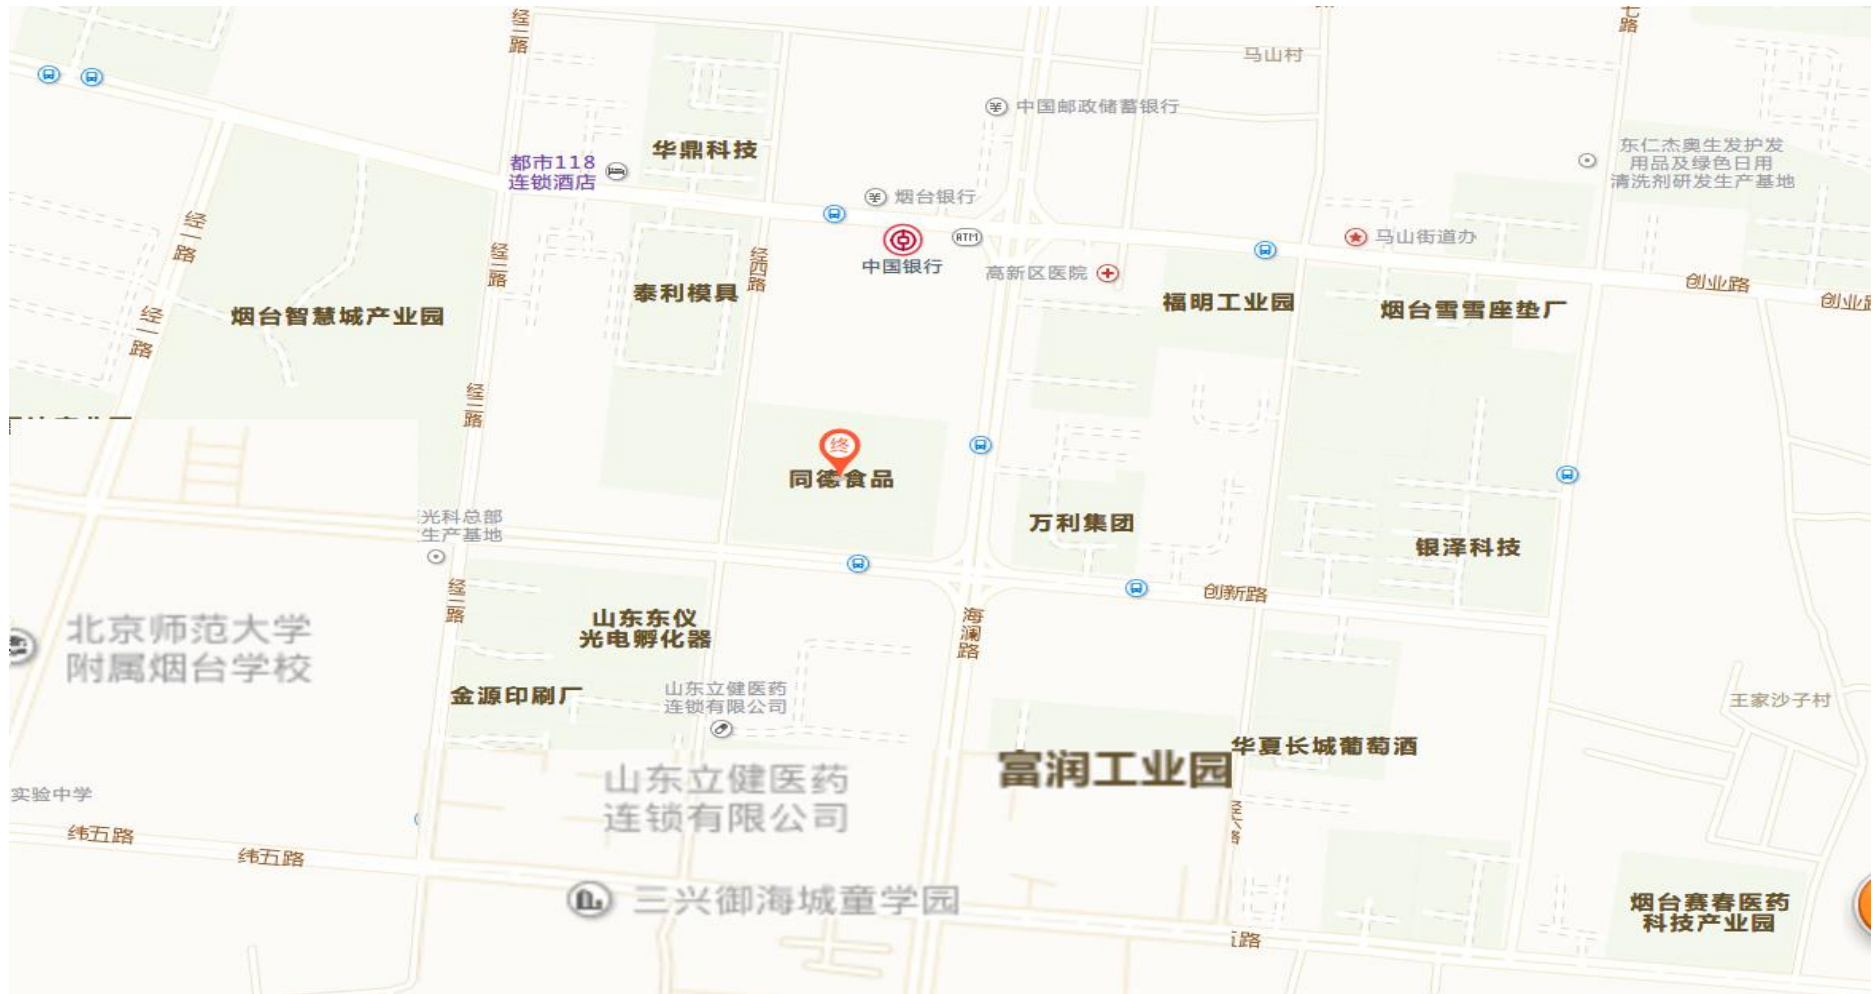 经二路
七路
马山村
中国邮政储蓄银行
华鼎科技
都市118
连锁酒店
东仁杰奥生发护发
用品及绿色日用
清洗剂研发生产基地
烟台银行
ATM
马山街道办
经一路
经二路
经四路
中国银行
高新区医院
创业路
创业路
泰利模具
福明工业园
烟台雪雪座垫厂
烟台智慧城产业园
经一路
经二路
终
同德食品
光科总部
生产基地
万利集团
银泽科技
经二路
创新路
北京师范大学
附属烟台学校
山东东仪
光电孵化器
海澜路
金源印刷厂
山东立健医药
连锁有限公司
王家沙子村
华夏长城葡萄酒
富润工业园
山东立健医药
连锁有限公司
实验中学
经六路
纬五路
纬五路
三兴御海城童学园
烟台赛春医药
科技产业园
五路